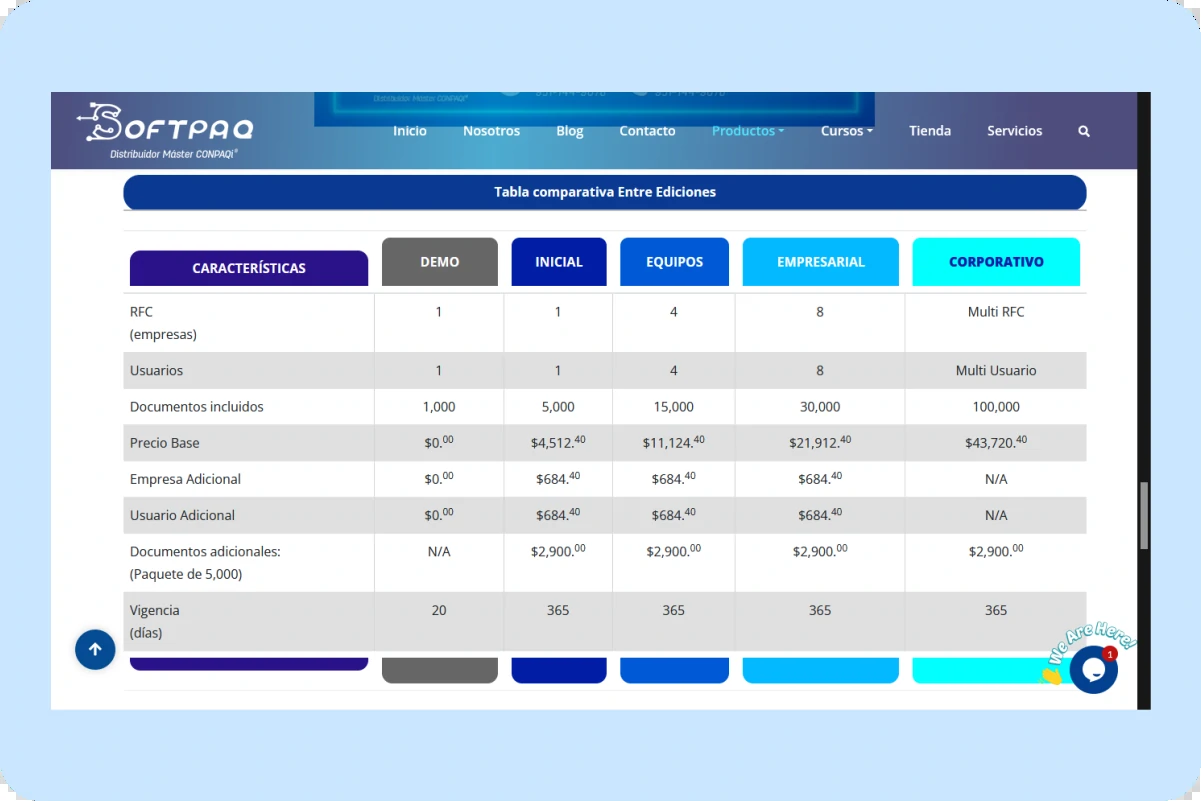 SOFTPAQ
Distribuidor Máster CONPAQi®
Distribuidor Máster CONPAQi®
Inicio
Nosotros
Blog
Contacto
Productos
Cursos
Tienda
Servicios
Tabla comparativa Entre Ediciones
CARACTERÍSTICAS DEMO INICIAL EQUIPOS EMPRESARIAL CORPORATIVO
RFC 1 1 4 8 Multi RFC
(empresas)
Usuarios 1 1 4 8 Multi Usuario
Documentos incluidos 1,000 5,000 15,000 30,000 100,000
Precio Base $0.00 $4,512.40 $11,124.40 $21,912.40 $43,720.40
Empresa Adicional $0.00 $684.40 $684.40 $684.40 N/A
Usuario Adicional $0.00 $684.40 $684.40 $684.40 N/A
Documentos adicionales: N/A $2,900.00 $2,900.00 $2,900.00 $2,900.00
(Paquete de 5,000)
Vigencia 20 365 365 365 365
(días)
We Are Here!
1